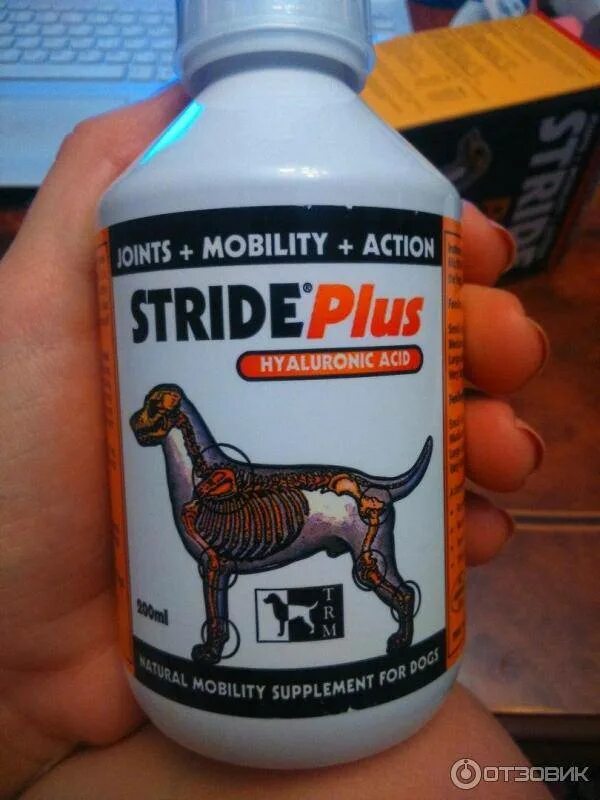 JOINTS + MOBILITY + ACTION
STRIDE® Plus
HYALURONIC ACID
200ml
TRM
NATURAL MOBILITY SUPPLEMENT FOR DOGS
STRIDE
ОТЗОВИК